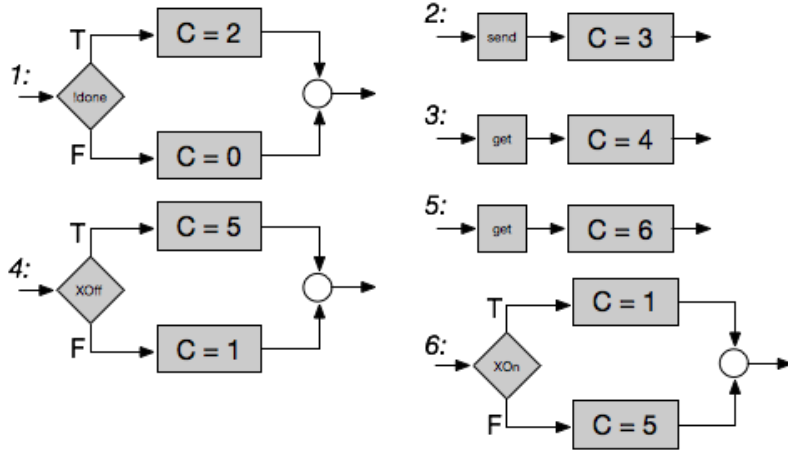 1:
T
!done
F
C = 2
C = 0
4:
T
XOff
F
C = 5
C = 1
2:
send
C = 3
3:
get
C = 4
5:
get
C = 6
6:
T
XOn
F
C = 1
C = 5